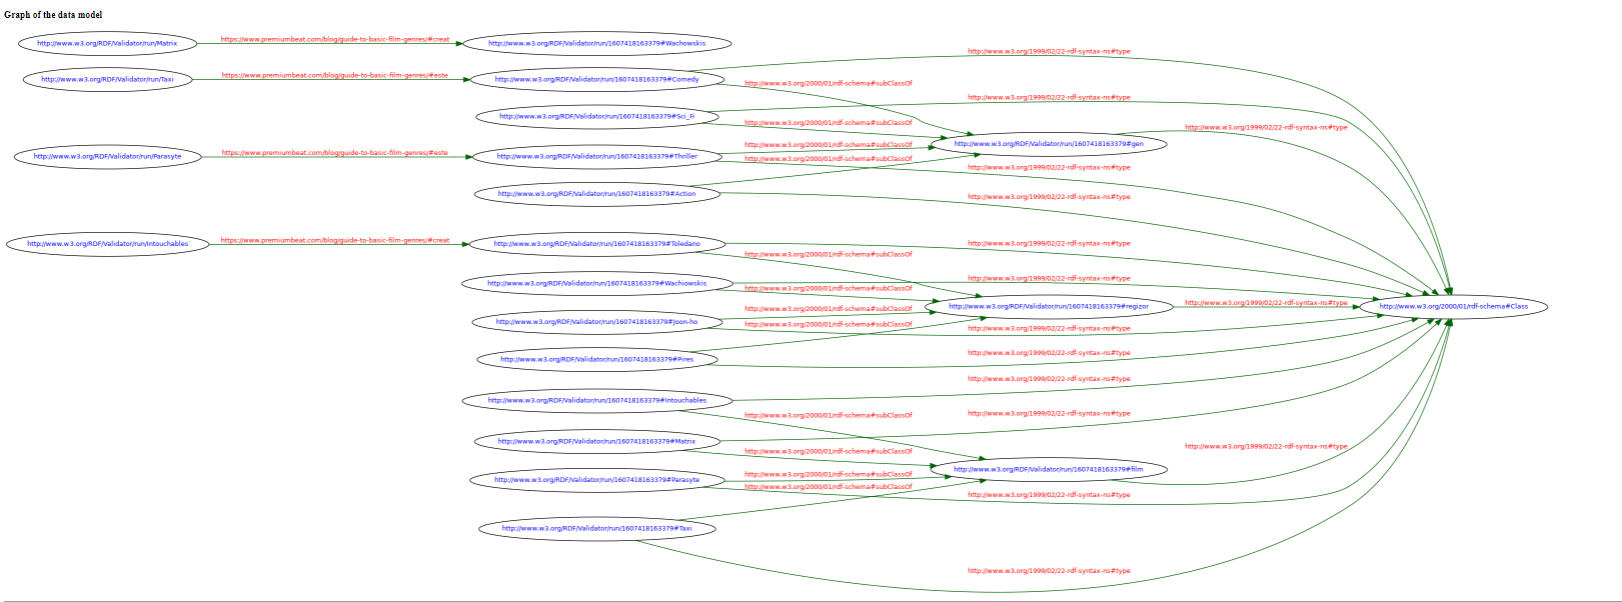 Graph of the data model
http://www.w3.org/RDF/Validator/run/Matrix
https://www.premiumbeat.com/blog/guide-to-basic-film-genres/#creat
http://www.w3.org/RDF/Validator/run/1607418163379#Wachowskis
http://www.w3.org/1999/02/22-rdf-syntax-ns#type
http://www.w3.org/RDF/Validator/run/Taxi
https://www.premiumbeat.com/blog/guide-to-basic-film-genres/#este
http://www.w3.org/RDF/Validator/run/1607418163379#Comedy
http://www.w3.org/2000/01/rdf-schema#subClassOf
http://www.w3.org/1999/02/22-rdf-syntax-ns#type
http://www.w3.org/RDF/Validator/run/1607418163379#Sci_Fi
http://www.w3.org/2000/01/rdf-schema#subClassOf
http://www.w3.org/1999/02/22-rdf-syntax-ns#type
http://www.w3.org/2000/01/rdf-schema#subClassOf
http://www.w3.org/RDF/Validator/run/1607418163379#gen
http://www.w3.org/RDF/Validator/run/Parasyte
https://www.premiumbeat.com/blog/guide-to-basic-film-genres/#este
http://www.w3.org/RDF/Validator/run/1607418163379#Thriller
http://www.w3.org/2000/01/rdf-schema#subClassOf
http://www.w3.org/1999/02/22-rdf-syntax-ns#type
http://www.w3.org/RDF/Validator/run/1607418163379#Action
http://www.w3.org/1999/02/22-rdf-syntax-ns#type
http://www.w3.org/RDF/Validator/run/Intouchables
https://www.premiumbeat.com/blog/guide-to-basic-film-genres/#creat
http://www.w3.org/RDF/Validator/run/1607418163379#Toledano
http://www.w3.org/1999/02/22-rdf-syntax-ns#type
http://www.w3.org/2000/01/rdf-schema#subClassOf
http://www.w3.org/RDF/Validator/run/1607418163379#Wachiowskis
http://www.w3.org/1999/02/22-rdf-syntax-ns#type
http://www.w3.org/2000/01/rdf-schema#subClassOf
http://www.w3.org/RDF/Validator/run/1607418163379#regizor
http://www.w3.org/1999/02/22-rdf-syntax-ns#type
http://www.w3.org/2000/01/rdf-schema#Class
http://www.w3.org/2000/01/rdf-schema#subClassOf
http://www.w3.org/RDF/Validator/run/1607418163379#Joon-ho
http://www.w3.org/2000/01/rdf-schema#subClassOf
http://www.w3.org/1999/02/22-rdf-syntax-ns#type
http://www.w3.org/RDF/Validator/run/1607418163379#Pires
http://www.w3.org/1999/02/22-rdf-syntax-ns#type
http://www.w3.org/1999/02/22-rdf-syntax-ns#type
http://www.w3.org/RDF/Validator/run/1607418163379#Intouchables
http://www.w3.org/2000/01/rdf-schema#subClassOf
http://www.w3.org/1999/02/22-rdf-syntax-ns#type
http://www.w3.org/RDF/Validator/run/1607418163379#Matrix
http://www.w3.org/2000/01/rdf-schema#subClassOf
http://www.w3.org/1999/02/22-rdf-syntax-ns#type
http://www.w3.org/RDF/Validator/run/1607418163379#film
http://www.w3.org/2000/01/rdf-schema#subClassOf
http://www.w3.org/RDF/Validator/run/1607418163379#Parasyte
http://www.w3.org/2000/01/rdf-schema#subClassOf
http://www.w3.org/1999/02/22-rdf-syntax-ns#type
http://www.w3.org/RDF/Validator/run/1607418163379#Taxi
http://www.w3.org/1999/02/22-rdf-syntax-ns#type